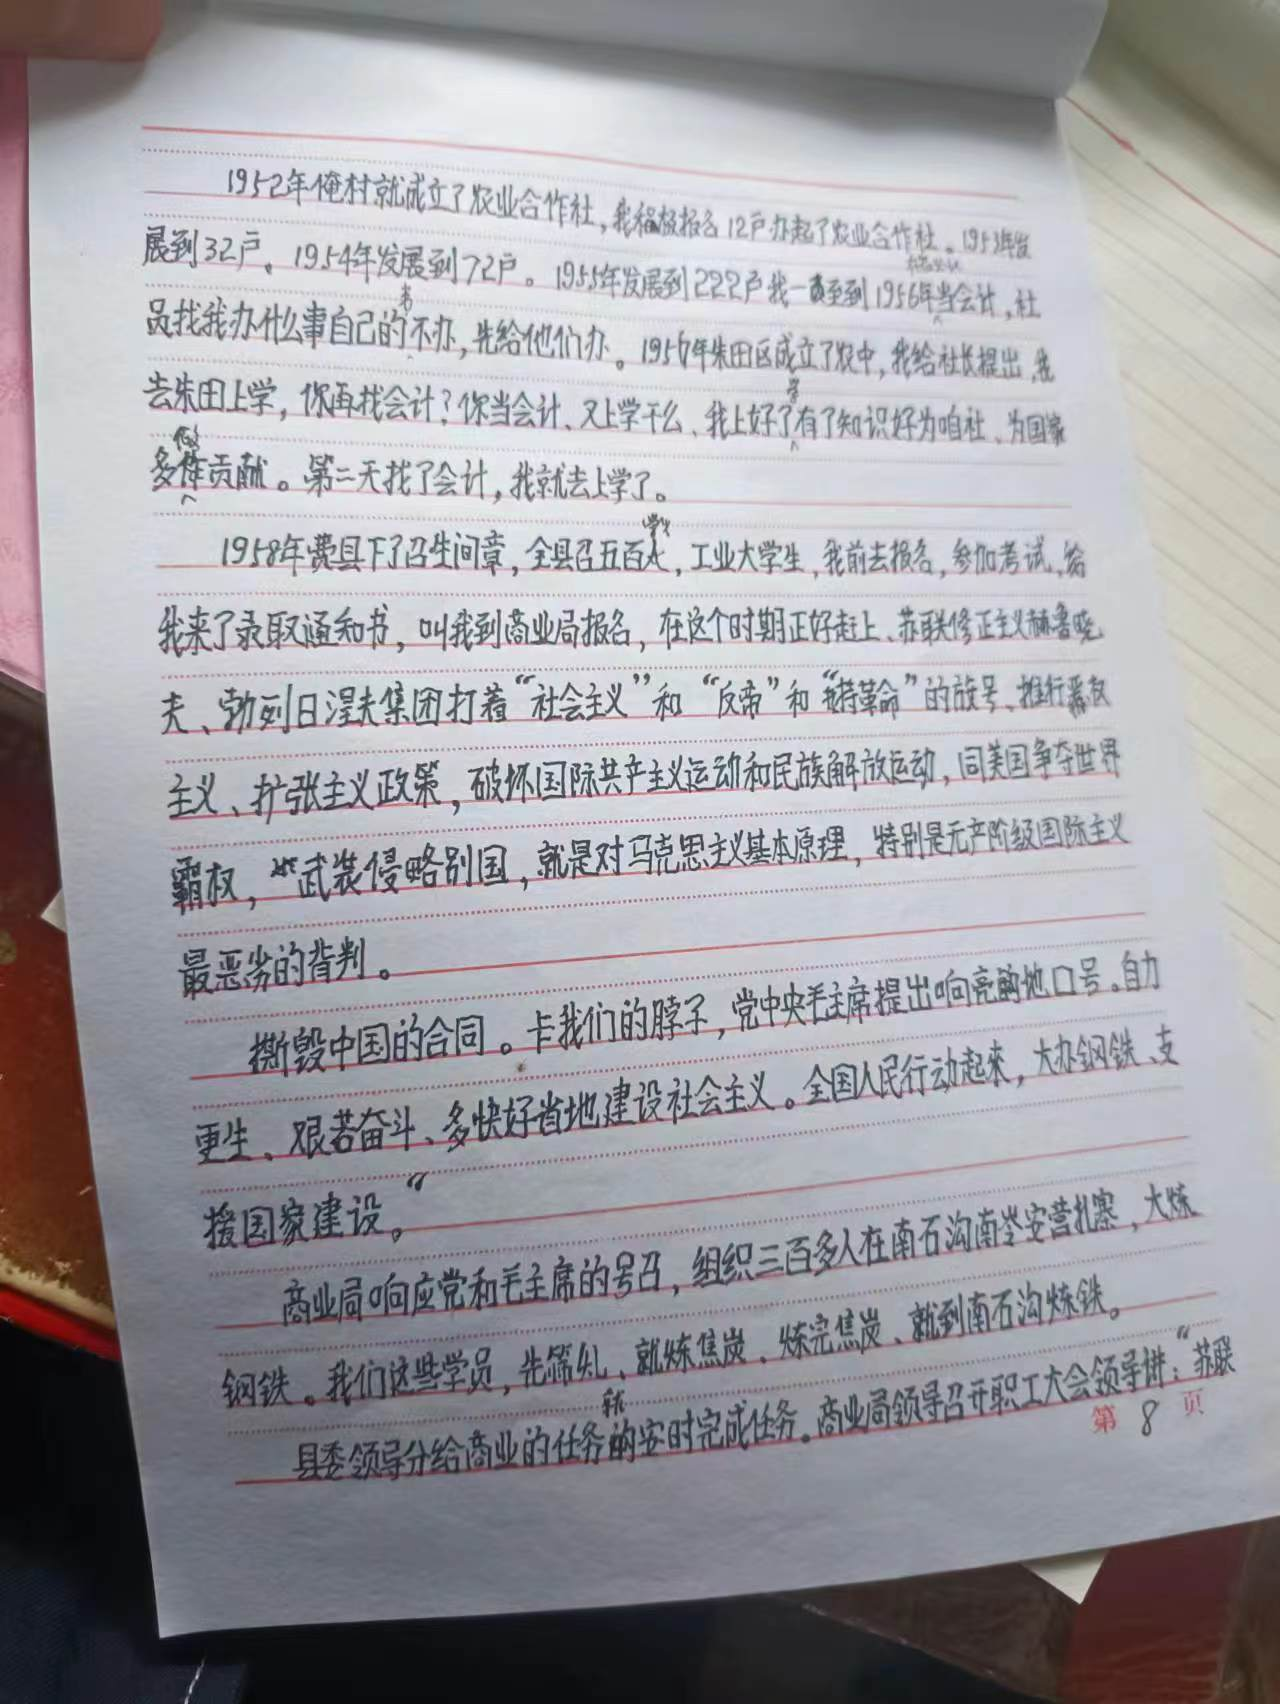 1952年俺村就成立了农业合作社，我积极报名12户办起了农业合作社。1953年发
展到32户。1954年发展到72户。1955年发展到222户我一直至到1956年当会计，社
员找我办什么事自己的不办，先给他们办。1956年朱田区成立了农中，我给社长提出，我
去朱田上学，你再找会计？你当会计、又上学干么、我上好学了有了知识好为咱社、为国家
多做贡献。第二天找了会计，我就去上学了。
1958年费县下了召生间章，全县召五百，工业大学生，我前去报名，参加考试，给
我来了录取通知书，叫我到商业局报名，在这个时期正好赶上、苏联修正主义赫鲁晓
夫、勃列日涅夫集团打着“社会主义”和“反帝”和“支持革命”的旗号、推行霸权
主义、扩张主义政策，破坏国际共产主义运动和民族解放运动，同美国争夺世界
霸权，武装侵略别国，就是对马克思主义基本原理，特别是无产阶级国际主义
最恶劣的背判。
撕毁中国的合同。卡我们的脖子，党中央毛主席提出响亮的地口号。自力
更生、艰苦奋斗、多快好省地建设社会主义。全国人民行动起来，大办钢铁、支
援国家建设。”
商业局响应党和毛主席的号召，组织三百多人在南石沟南岺安营扎寨，大炼
钢铁。我们这些学员，先筛、就炼焦炭、炼完焦炭、就到南石沟炼铁。
县委领导分给商业的任务安时完成任务。商业局领导召开职工大会领导讲：“苏联
第 8 页